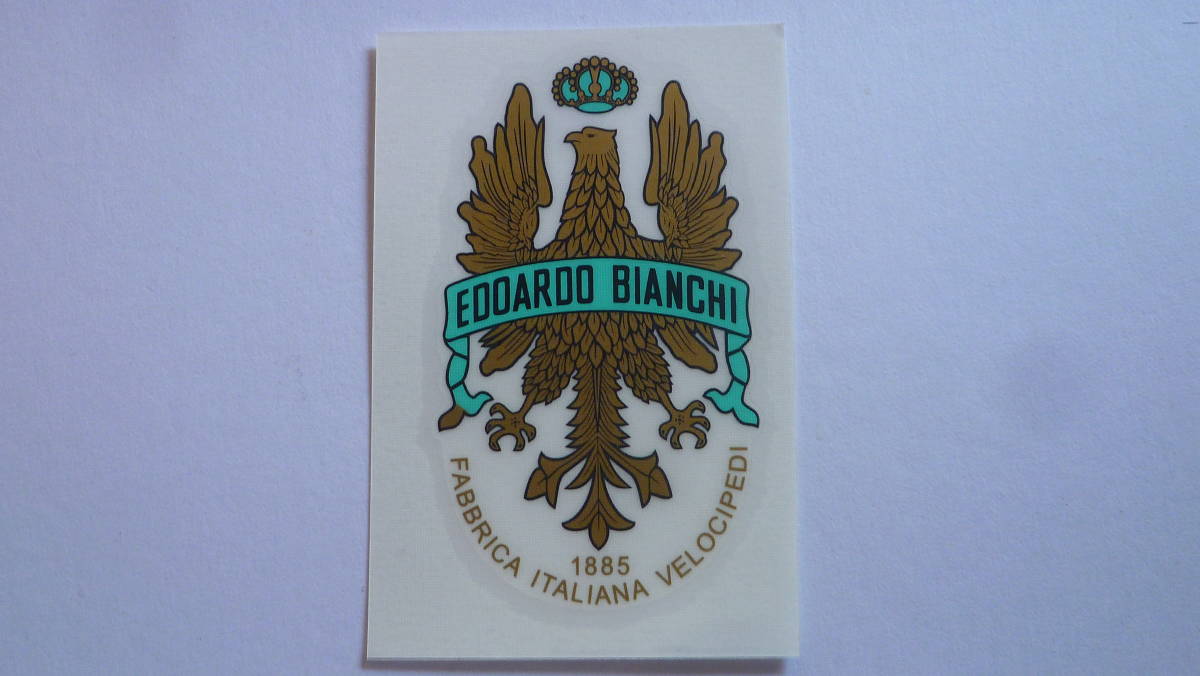 EDOARDO BIANCHI
1885
FABBRICA ITALIANA VELOCIPEDI